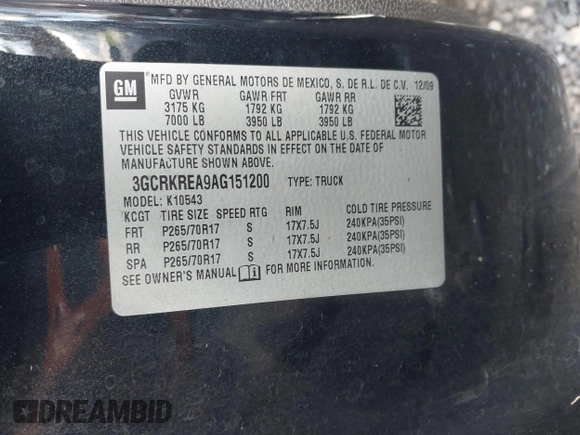 GM
MFD BY GENERAL MOTORS DE MEXICO, S. DE R.L. DE C.V. 12/09
GVWR GAWR FRT GAWR RR
3175 KG 1792 KG 1792 KG
7000 LB 3950 LB 3950 LB
THIS VEHICLE CONFORMS TO ALL APPLICABLE U.S. FEDERAL MOTOR
VEHICLE SAFETY STANDARDS IN EFFECT ON THE DATE OF
MANUFACTURE SHOWN ABOVE.
3GCRKREA9AG151200 TYPE: TRUCK
MODEL: K10543
KCGT TIRE SIZE SPEED RTG RIM COLD TIRE PRESSURE
FRT P265/70R17 S 17X7.5J 240KPA(35PSI)
RR P265/70R17 S 17X7.5J 240KPA(35PSI)
SPA P265/70R17 S 17X7.5J 240KPA(35PSI)
SEE OWNER'S MANUAL FOR MORE INFORMATION.
DREAMBID